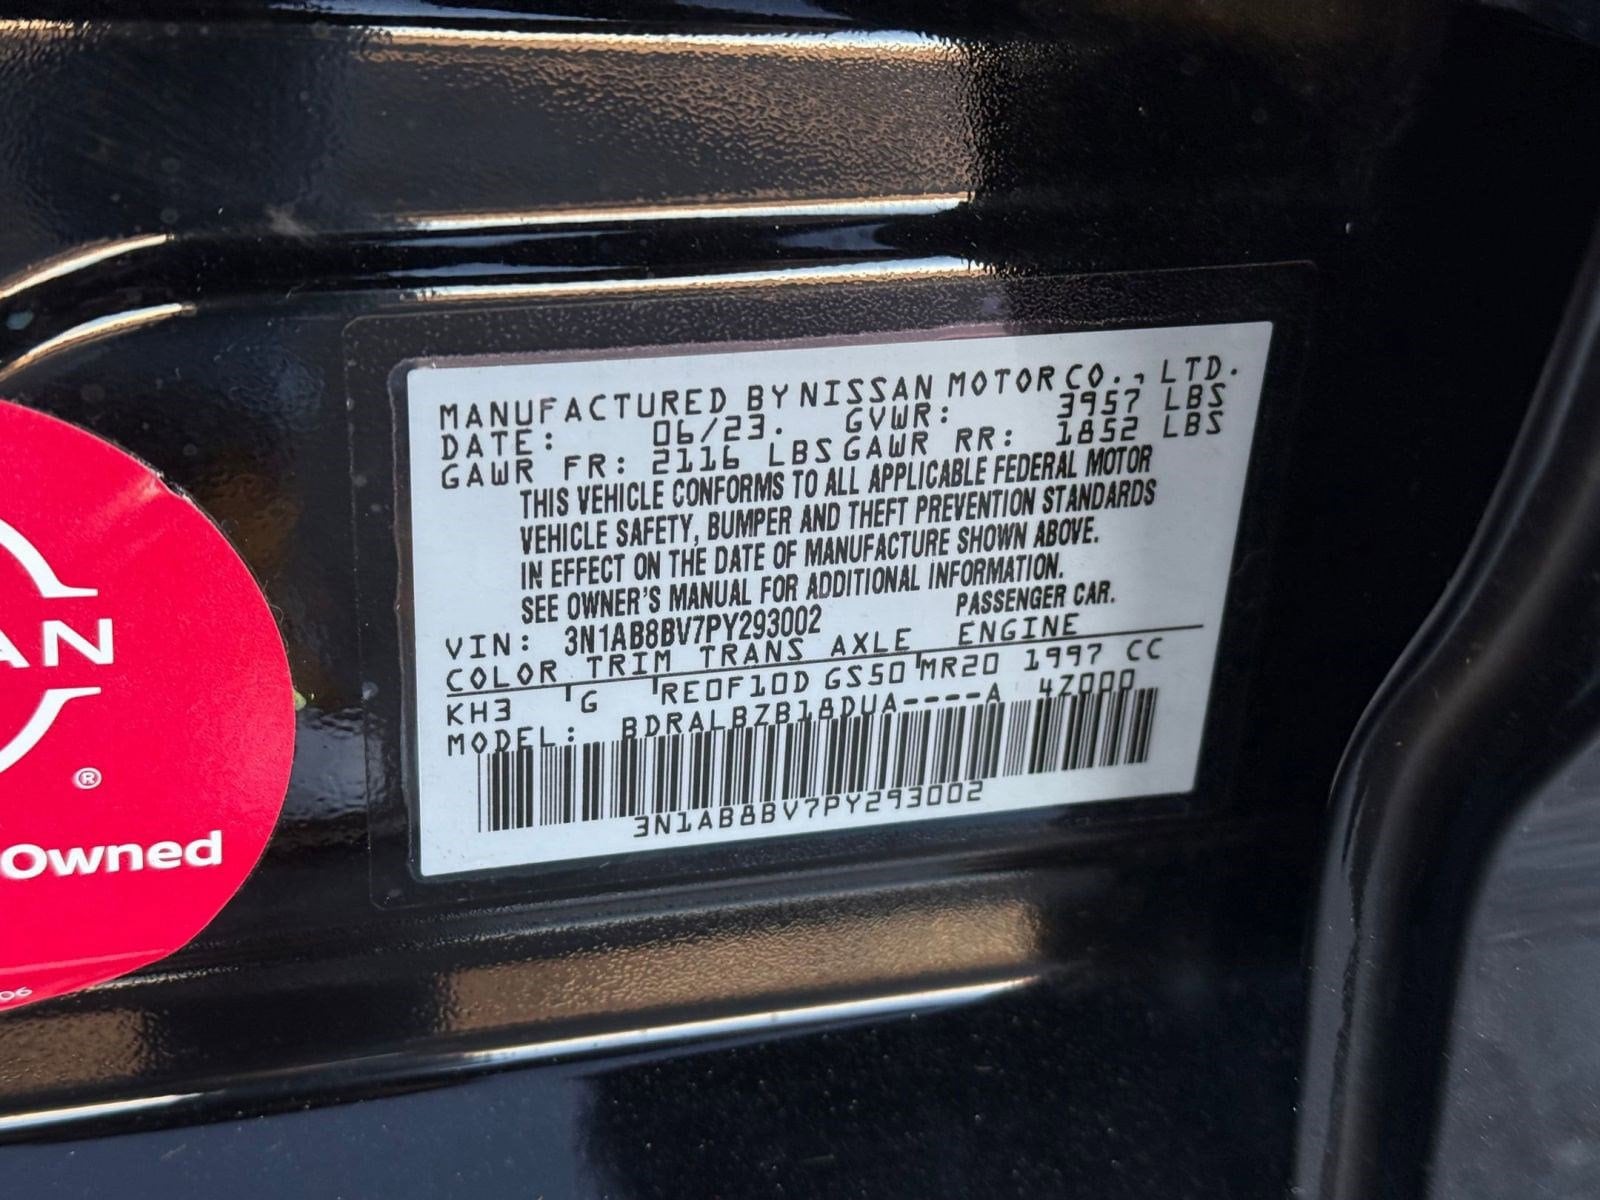 MANUFACTURED BY NISSAN MOTOR CO., LTD.
DATE: 06/23. GVWR: 3957 LBS
GAWR FR: 2116 LBS GAWR RR: 1852 LBS
THIS VEHICLE CONFORMS TO ALL APPLICABLE FEDERAL MOTOR
VEHICLE SAFETY, BUMPER AND THEFT PREVENTION STANDARDS
IN EFFECT ON THE DATE OF MANUFACTURE SHOWN ABOVE.
SEE OWNER'S MANUAL FOR ADDITIONAL INFORMATION.
VIN: 3N1AB8BV7PY293002 PASSENGER CAR.
COLOR TRIM TRANS AXLE ENGINE
KH3 G RE0F10D GS50 MR20 1997 CC
MODEL: BDRALBZB18DUA----A 4Z000
3N1AB8BV7PY293002
AN
®
Owned
06